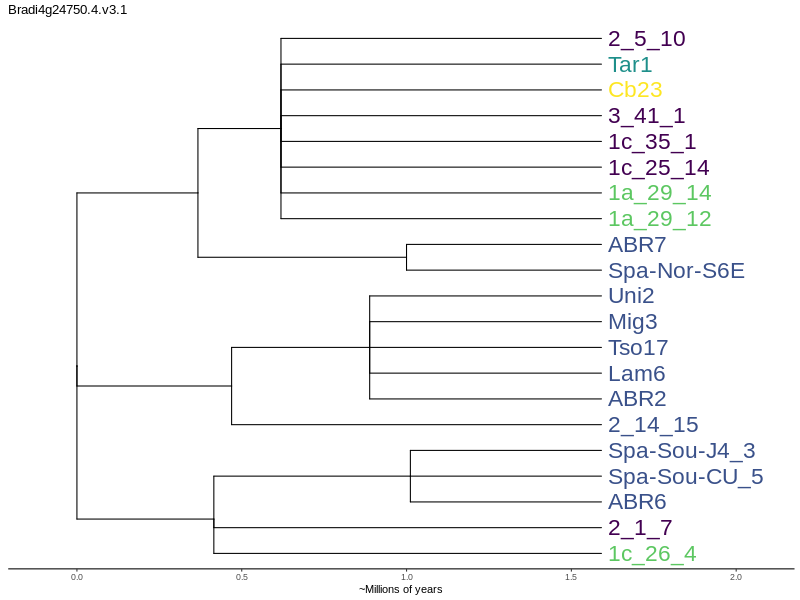 Bradi4g24750.4.v3.1
2_5_10
Tar1
Cb23
3_41_1
1c_35_1
1c_25_14
1a_29_14
1a_29_12
ABR7
Spa-Nor-S6E
Uni2
Mig3
Tso17
Lam6
ABR2
2_14_15
Spa-Sou-J4_3
Spa-Sou-CU_5
ABR6
2_1_7
1c_26_4
0.0 0.5 1.0 1.5 2.0
~Millions of years